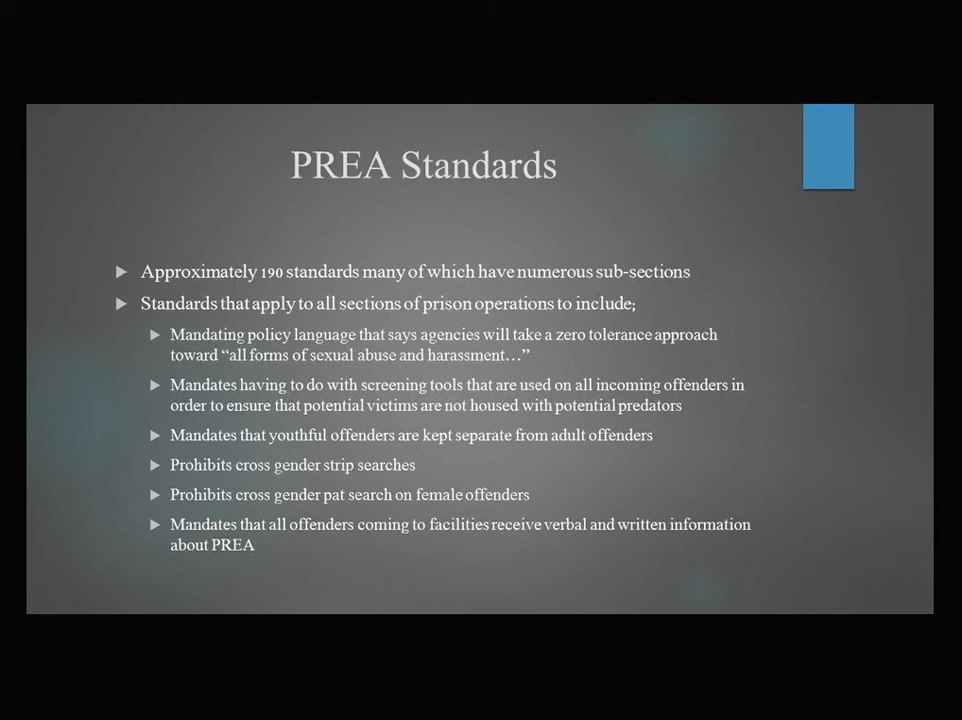 PREA Standards
Approximately 190 standards many of which have numerous sub-sections
Standards that apply to all sections of prison operations to include;
Mandating policy language that says agencies will take a zero tolerance approach
toward “all forms of sexual abuse and harassment…”
Mandates having to do with screening tools that are used on all incoming offenders in
order to ensure that potential victims are not housed with potential predators
Mandates that youthful offenders are kept separate from adult offenders
Prohibits cross gender strip searches
Prohibits cross gender pat search on female offenders
Mandates that all offenders coming to facilities receive verbal and written information
about PREA